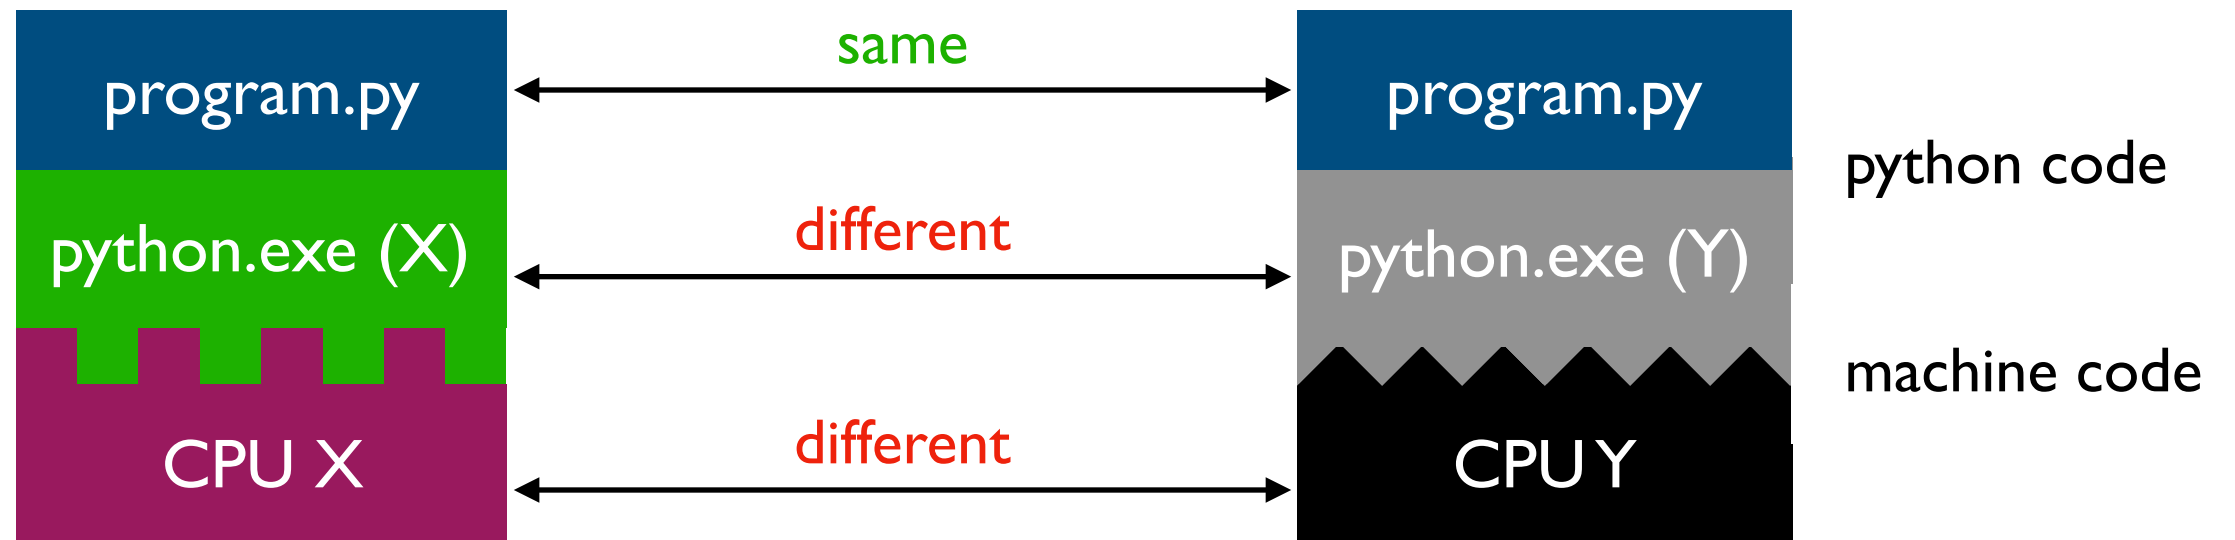 same
program.py
program.py
python code
different
python.exe (X)
python.exe (Y)
machine code
different
CPU X
CPU Y